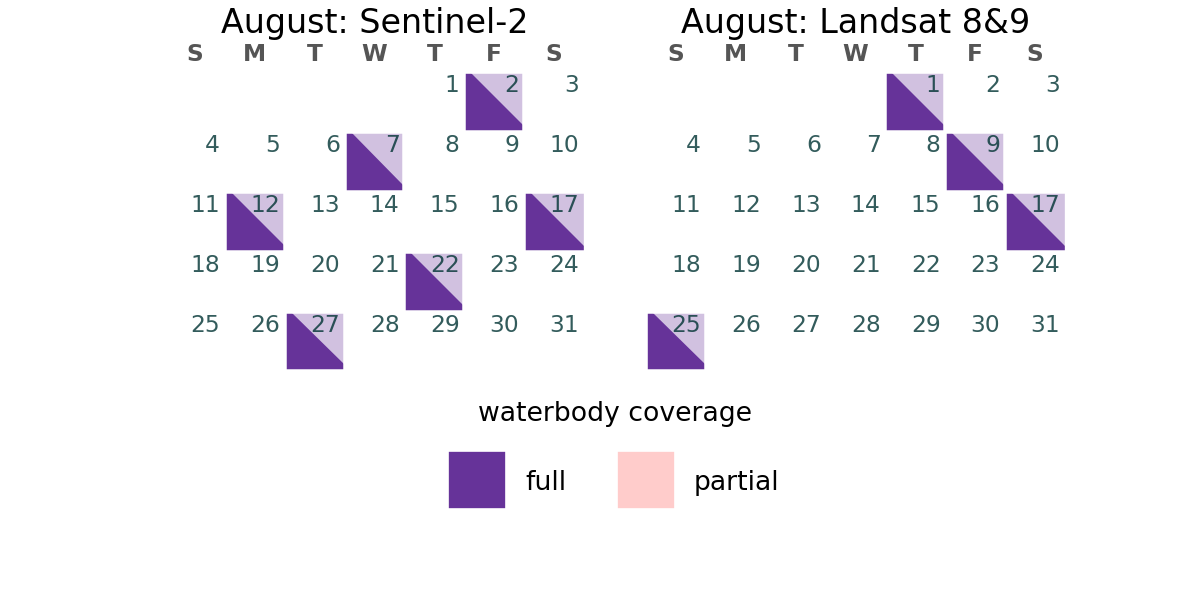 August: Sentinel-2
S M T W T F S
1 2 3
4 5 6 7 8 9 10
11 12 13 14 15 16 17
18 19 20 21 22 23 24
25 26 27 28 29 30 31
August: Landsat 8&9
S M T W T F S
1 2 3
4 5 6 7 8 9 10
11 12 13 14 15 16 17
18 19 20 21 22 23 24
25 26 27 28 29 30 31
waterbody coverage
full partial